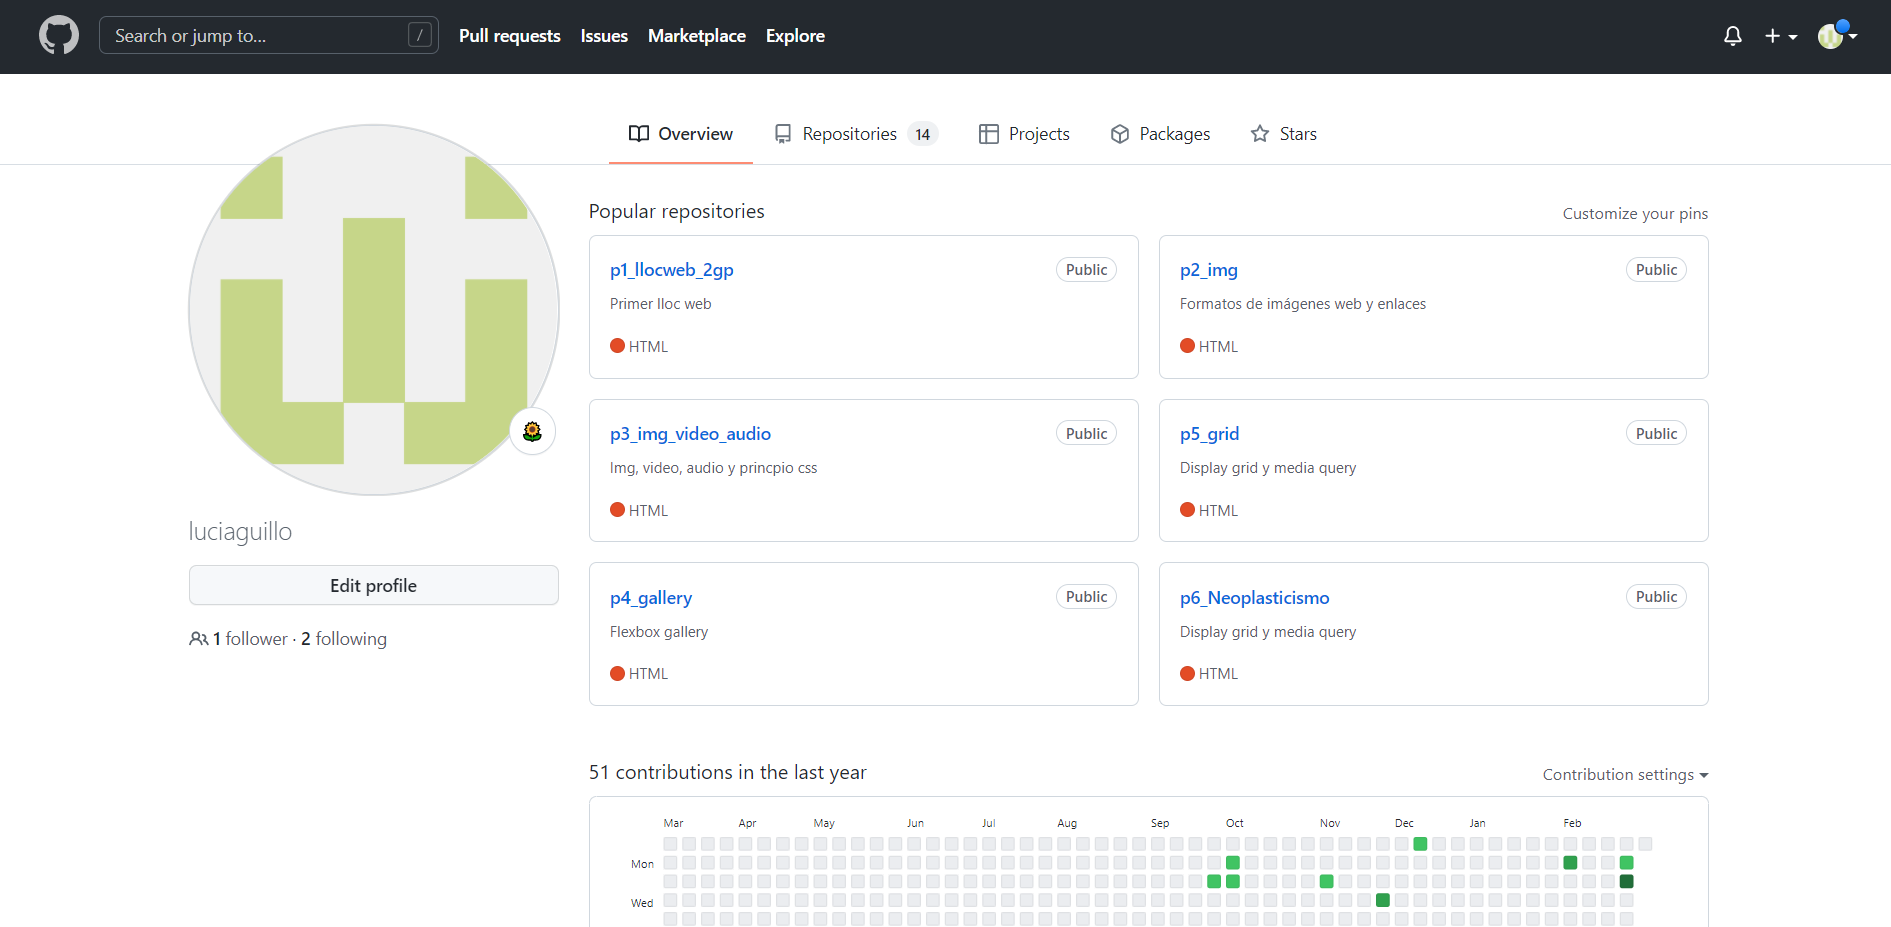 Search or jump to... / Pull requests Issues Marketplace Explore
Overview Repositories 14 Projects Packages Stars
Popular repositories Customize your pins
p1_llocweb_2gp Public
Primer lloc web
HTML
p2_img Public
Formatos de imágenes web y enlaces
HTML
p3_img_video_audio Public
Img, video, audio y princpio css
HTML
p5_grid Public
Display grid y media query
HTML
p4_gallery Public
Flexbox gallery
HTML
p6_Neoplasticismo Public
Display grid y media query
HTML
luciaguillo
Edit profile
1 follower · 2 following
51 contributions in the last year Contribution settings
Mar Apr May Jun Jul Aug Sep Oct Nov Dec Jan Feb
Mon
Wed